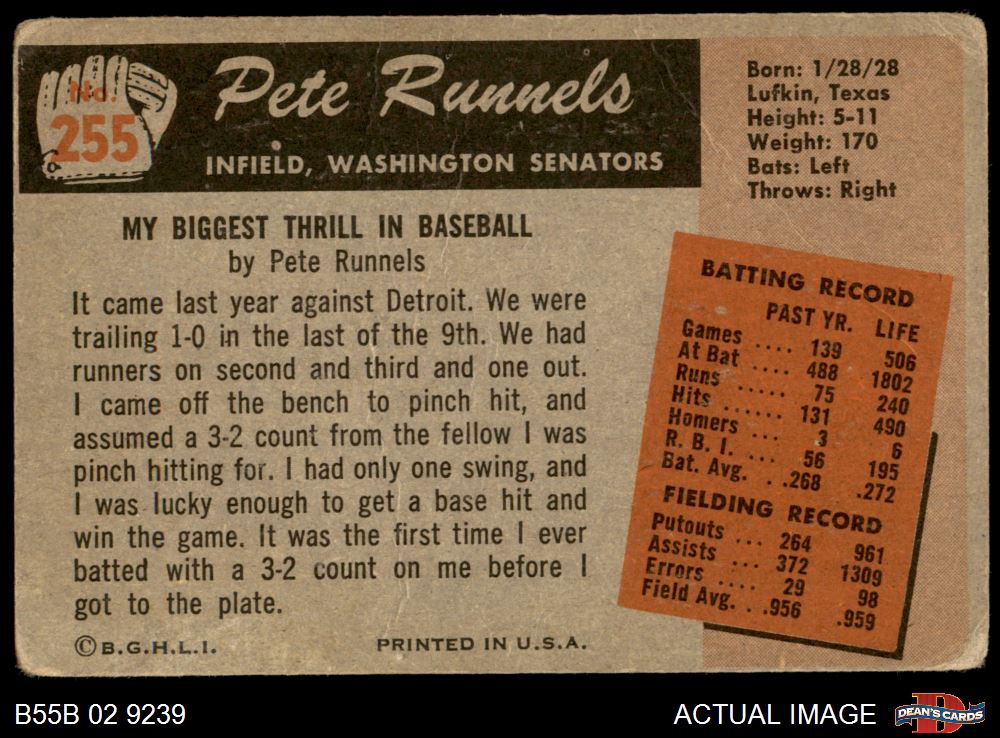 No.
255
Pete Runnels
INFIELD, WASHINGTON SENATORS
Born: 1/28/28
Lufkin, Texas
Height: 5-11
Weight: 170
Bats: Left
Throws: Right
MY BIGGEST THRILL IN BASEBALL
by Pete Runnels
It came last year against Detroit. We were
trailing 1-0 in the last of the 9th. We had
runners on second and third and one out.
I came off the bench to pinch hit, and
assumed a 3-2 count from the fellow I was
pinch hitting for. I had only one swing, and
I was lucky enough to get a base hit and
win the game. It was the first time I ever
batted with a 3-2 count on me before I
got to the plate.
©B.G.H.L.I. PRINTED IN U.S.A.
BATTING RECORD
PAST YR. LIFE
Games .... 139 506
At Bat .... 488 1802
Runs ..... 75 240
Hits ...... 131 490
Homers ... 3 6
R. B. I. ... 56 195
Bat. Avg. . .268 .272
FIELDING RECORD
Putouts ... 264 961
Assists ... 372 1309
Errors .... 29 98
Field Avg. . .956 .959
B55B 02 9239
ACTUAL IMAGE
DEAN'S CARDS